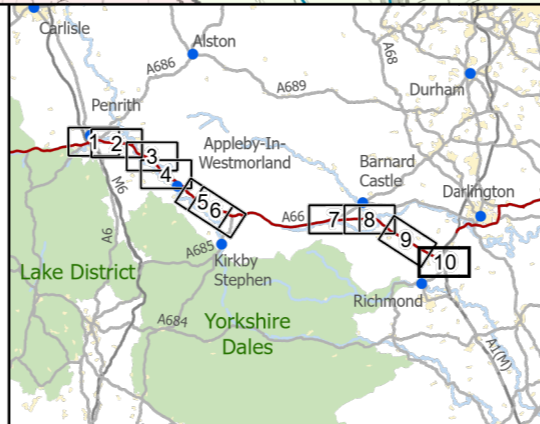 Carlisle
Alston
A68
A686
A689
Durham
Penrith
1
2
3
4
5
6
Appleby-In-
Westmorland
Barnard
Castle
Darlington
M6
A6
A66
7
8
9
10
A685
Kirkby
Stephen
Lake District
Richmond
A684
Yorkshire
Dales
A1(M)